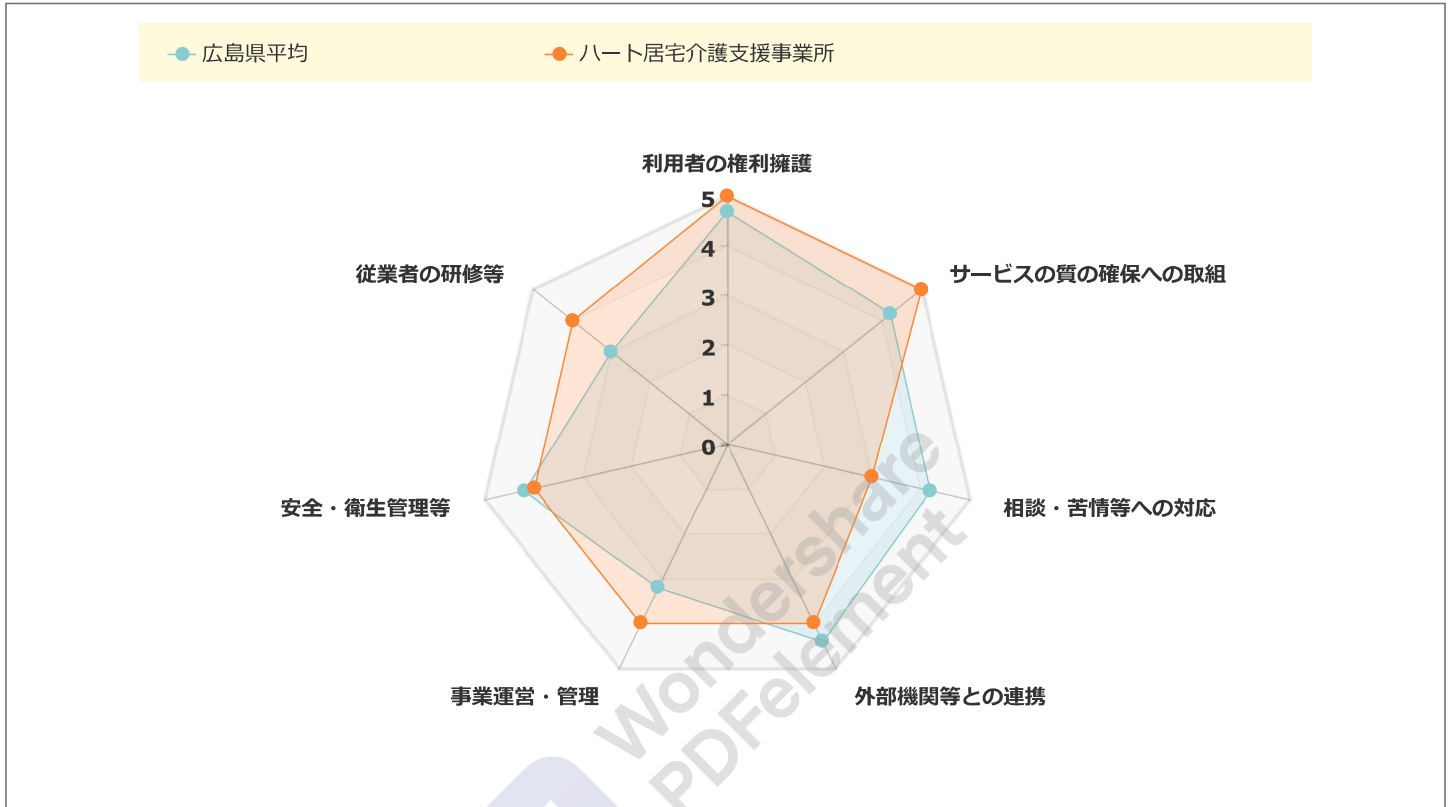 広島県平均
ハート居宅介護支援事業所
利用者の権利擁護
5
従業者の研修等
サービスの質の確保への取組
4
3
2
1
0
安全・衛生管理等
相談・苦情等への対応
事業運営・管理
外部機関等との連携
Wondershare
PDFelement